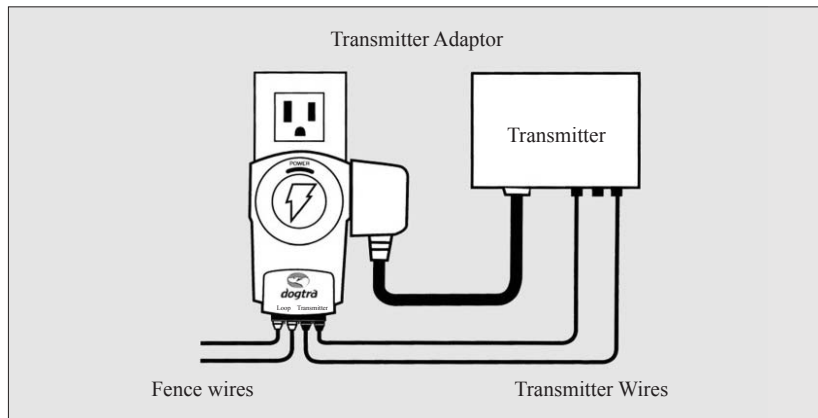 Transmitter Adaptor
Transmitter
POWER
dogtra
Loop Transmitter
Fence wires
Transmitter Wires